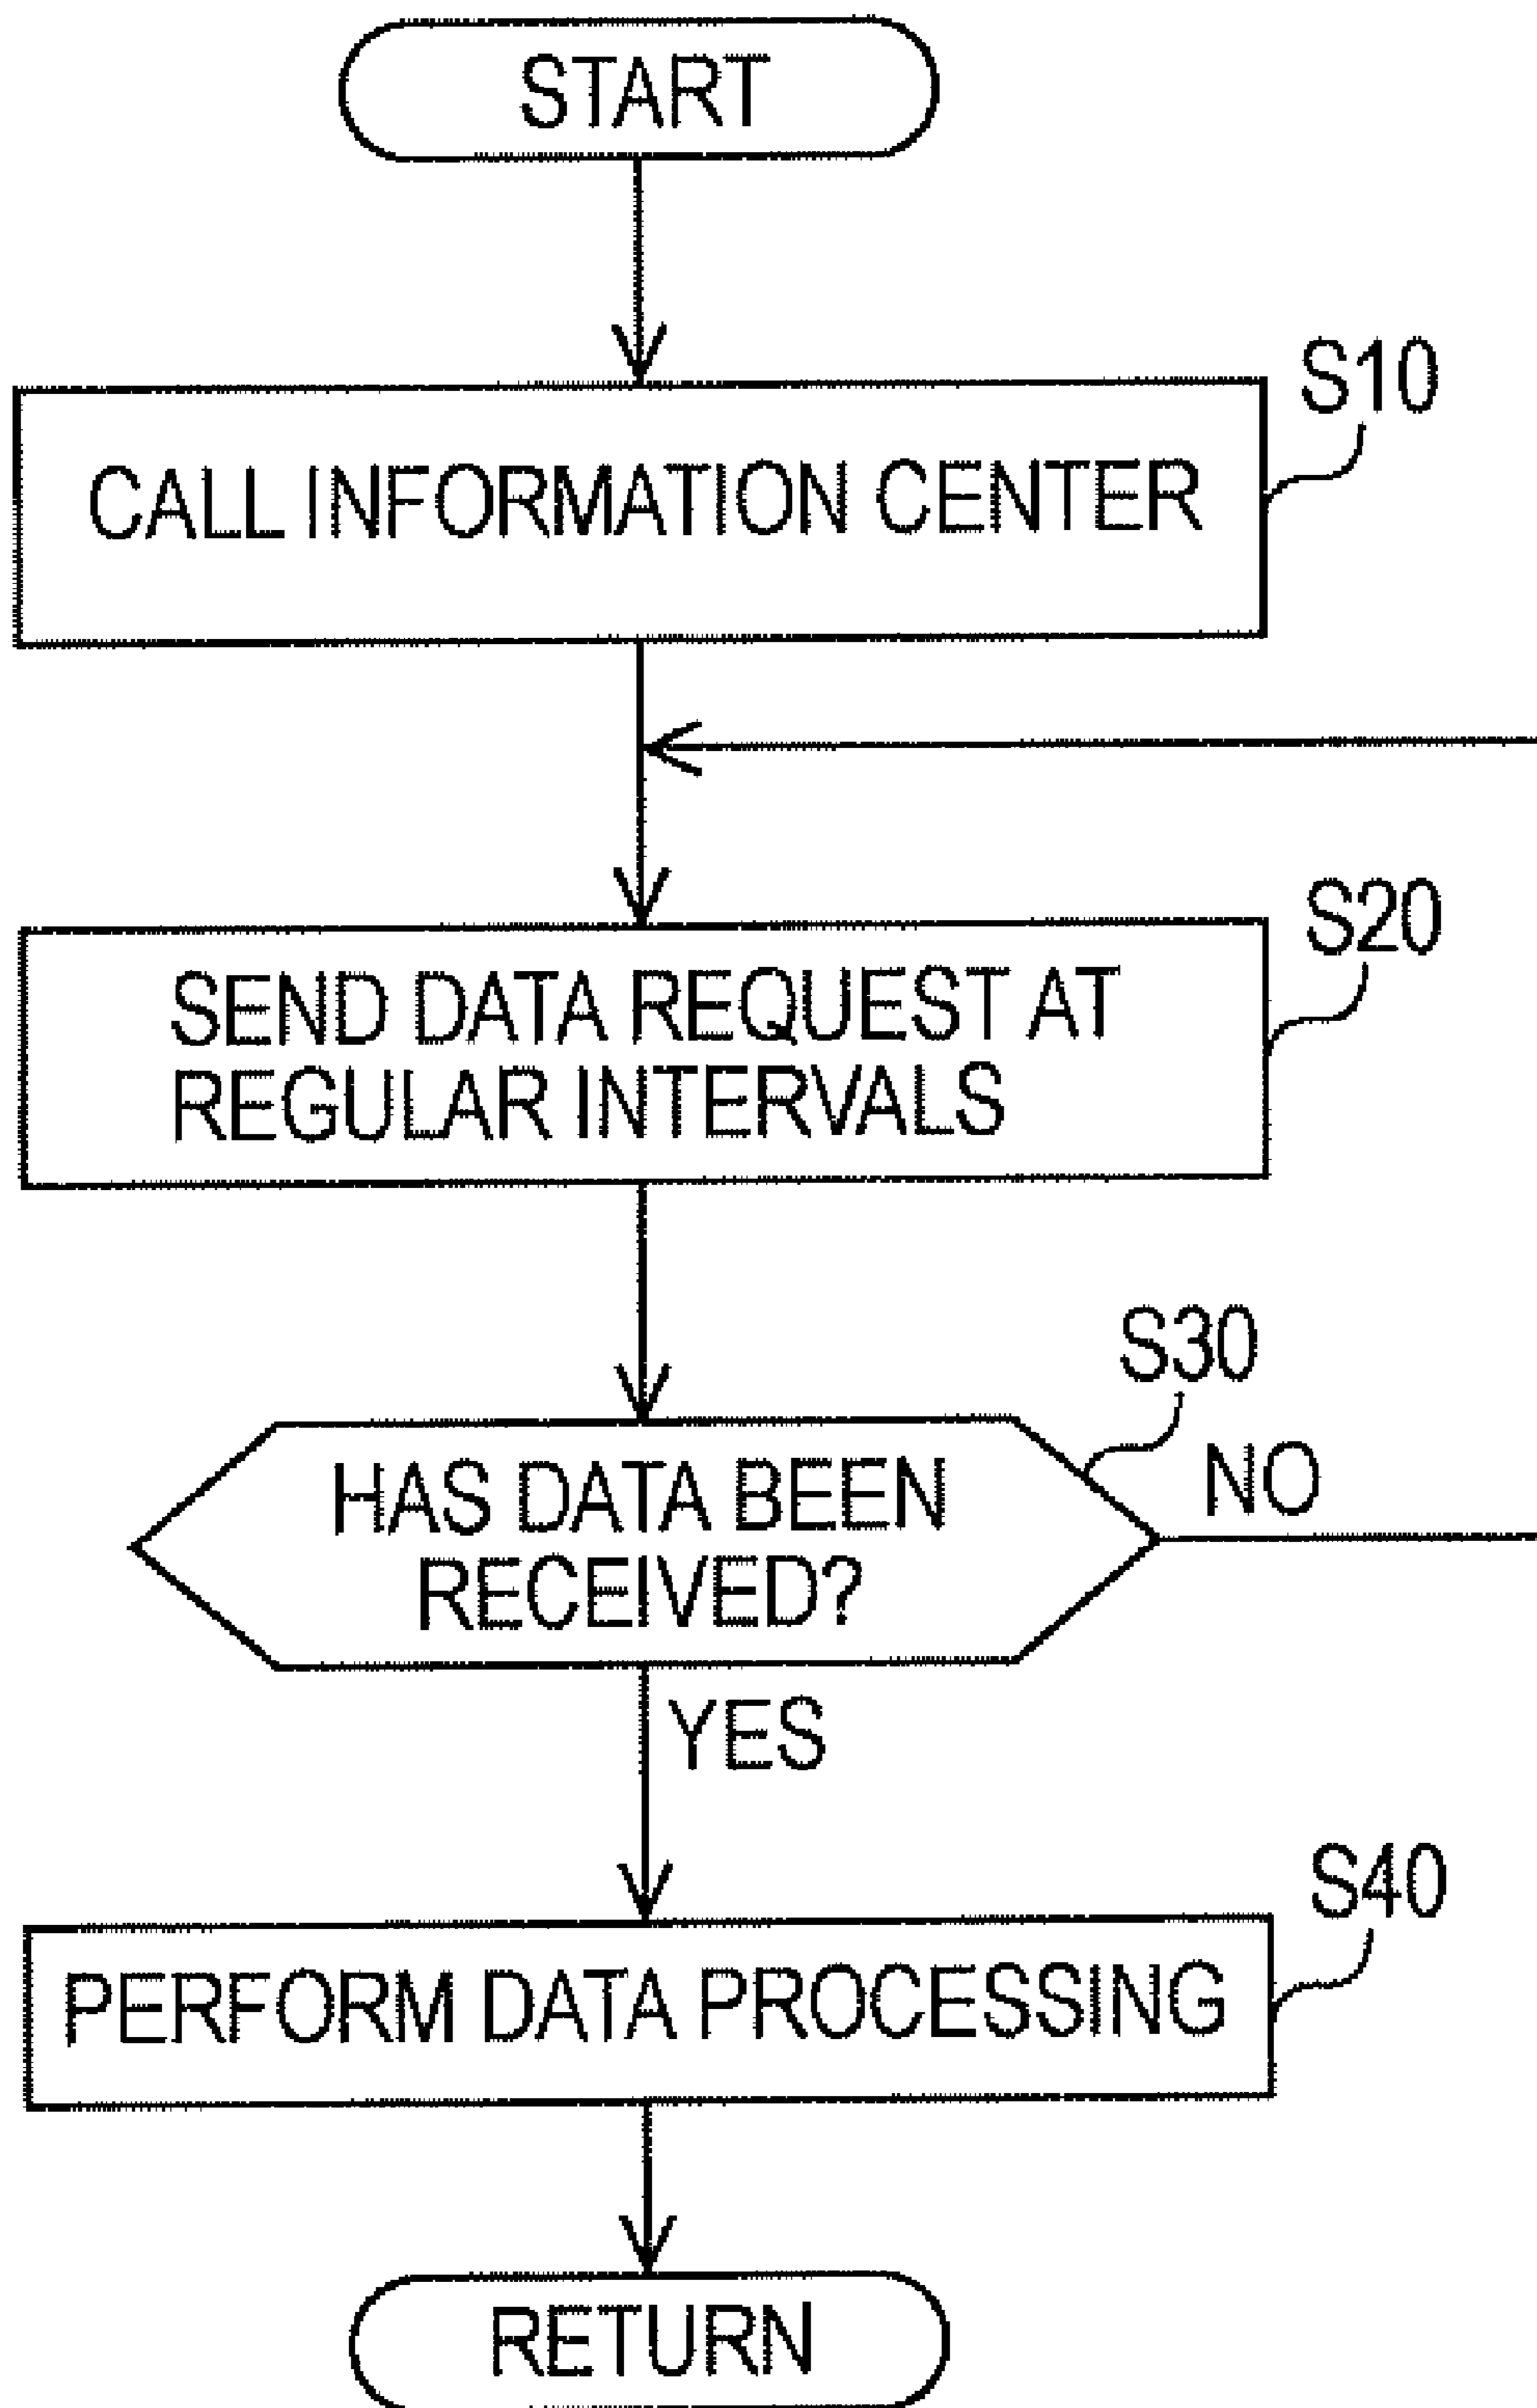 START
S10
CALL INFORMATION CENTER
S20
SEND DATA REQUEST AT
REGULAR INTERVALS
S30
HAS DATA BEEN
RECEIVED?
NO
YES
S40
PERFORM DATA PROCESSING
RETURN